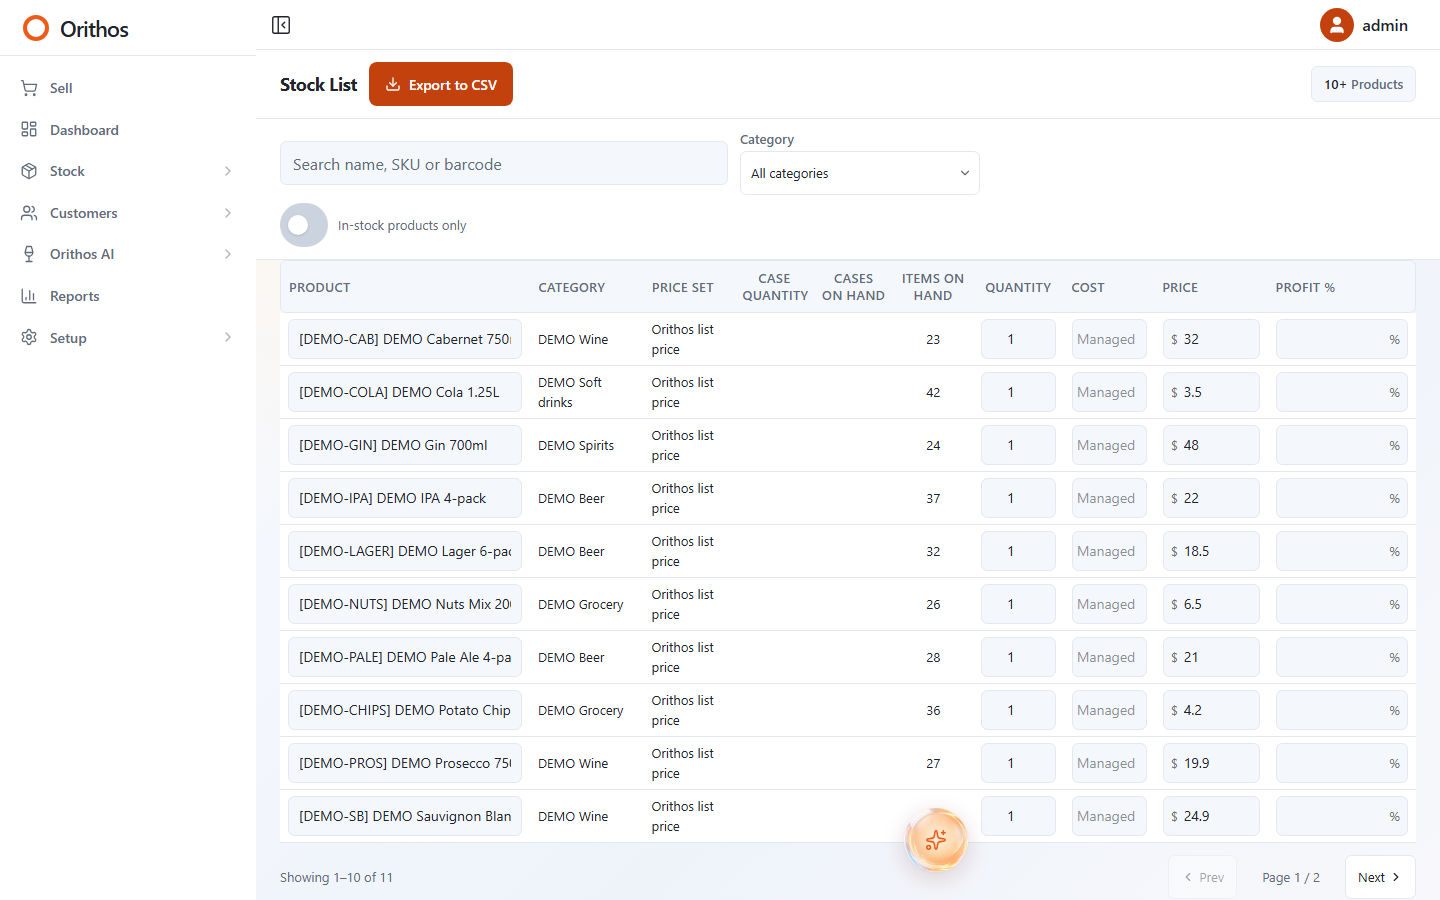 Orithos
admin
Sell
Dashboard
Stock
Customers
Orithos AI
Reports
Setup
Stock List
Export to CSV
10+ Products
Search name, SKU or barcode
Category
All categories
In-stock products only
PRODUCT CATEGORY PRICE SET CASE QUANTITY CASES ON HAND ITEMS ON HAND QUANTITY COST PRICE PROFIT %
[DEMO-CAB] DEMO Cabernet 750 DEMO Wine Orithos list price 23 1 Managed $ 32 %
[DEMO-COLA] DEMO Cola 1.25L DEMO Soft drinks Orithos list price 42 1 Managed $ 3.5 %
[DEMO-GIN] DEMO Gin 700ml DEMO Spirits Orithos list price 24 1 Managed $ 48 %
[DEMO-IPA] DEMO IPA 4-pack DEMO Beer Orithos list price 37 1 Managed $ 22 %
[DEMO-LAGER] DEMO Lager 6-pac DEMO Beer Orithos list price 32 1 Managed $ 18.5 %
[DEMO-NUTS] DEMO Nuts Mix 20 DEMO Grocery Orithos list price 26 1 Managed $ 6.5 %
[DEMO-PALE] DEMO Pale Ale 4-pa DEMO Beer Orithos list price 28 1 Managed $ 21 %
[DEMO-CHIPS] DEMO Potato Chip DEMO Grocery Orithos list price 36 1 Managed $ 4.2 %
[DEMO-PROS] DEMO Prosecco 75 DEMO Wine Orithos list price 27 1 Managed $ 19.9 %
[DEMO-SB] DEMO Sauvignon Blan DEMO Wine Orithos list price 1 Managed $ 24.9 %
Showing 1–10 of 11
Prev
Page 1 / 2
Next